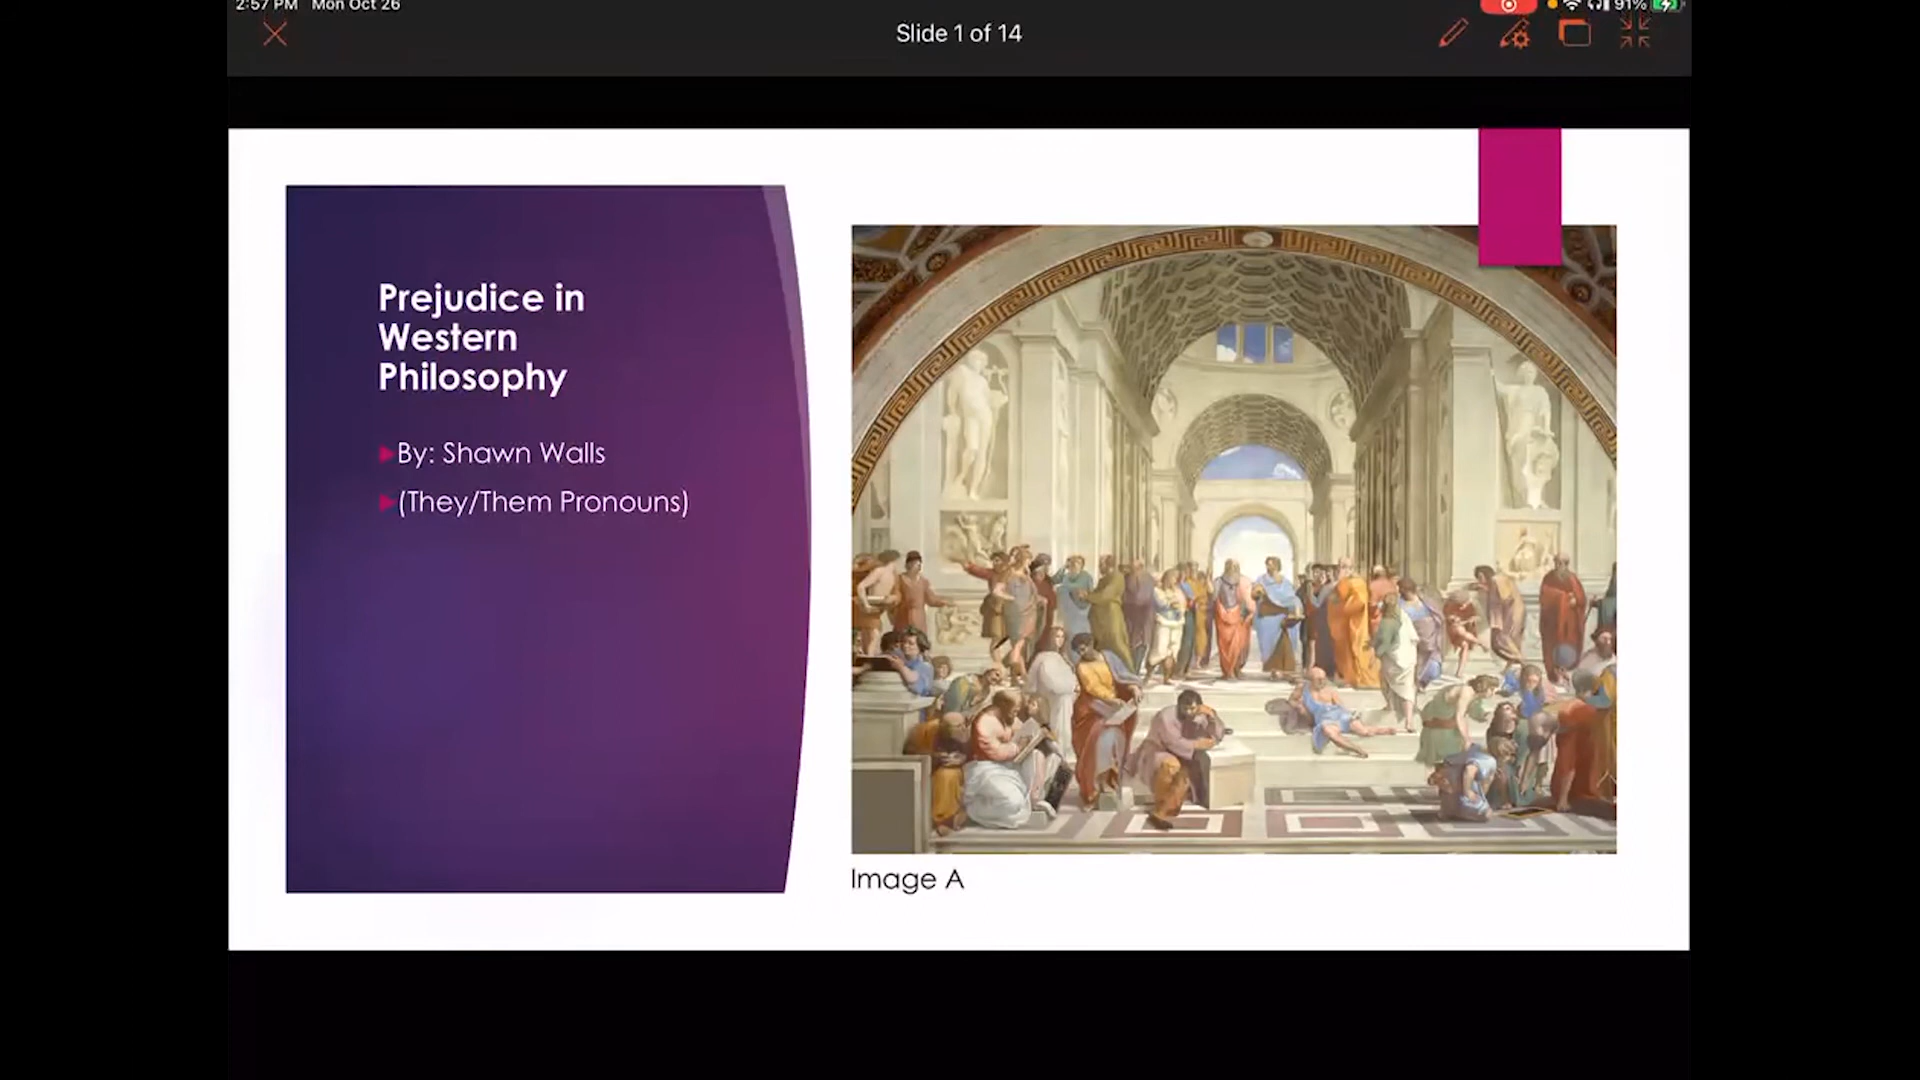 2:57 PM Mon Oct 26
91%
Slide 1 of 14
Prejudice in
Western
Philosophy
By: Shawn Walls
(They/Them Pronouns)
Image A